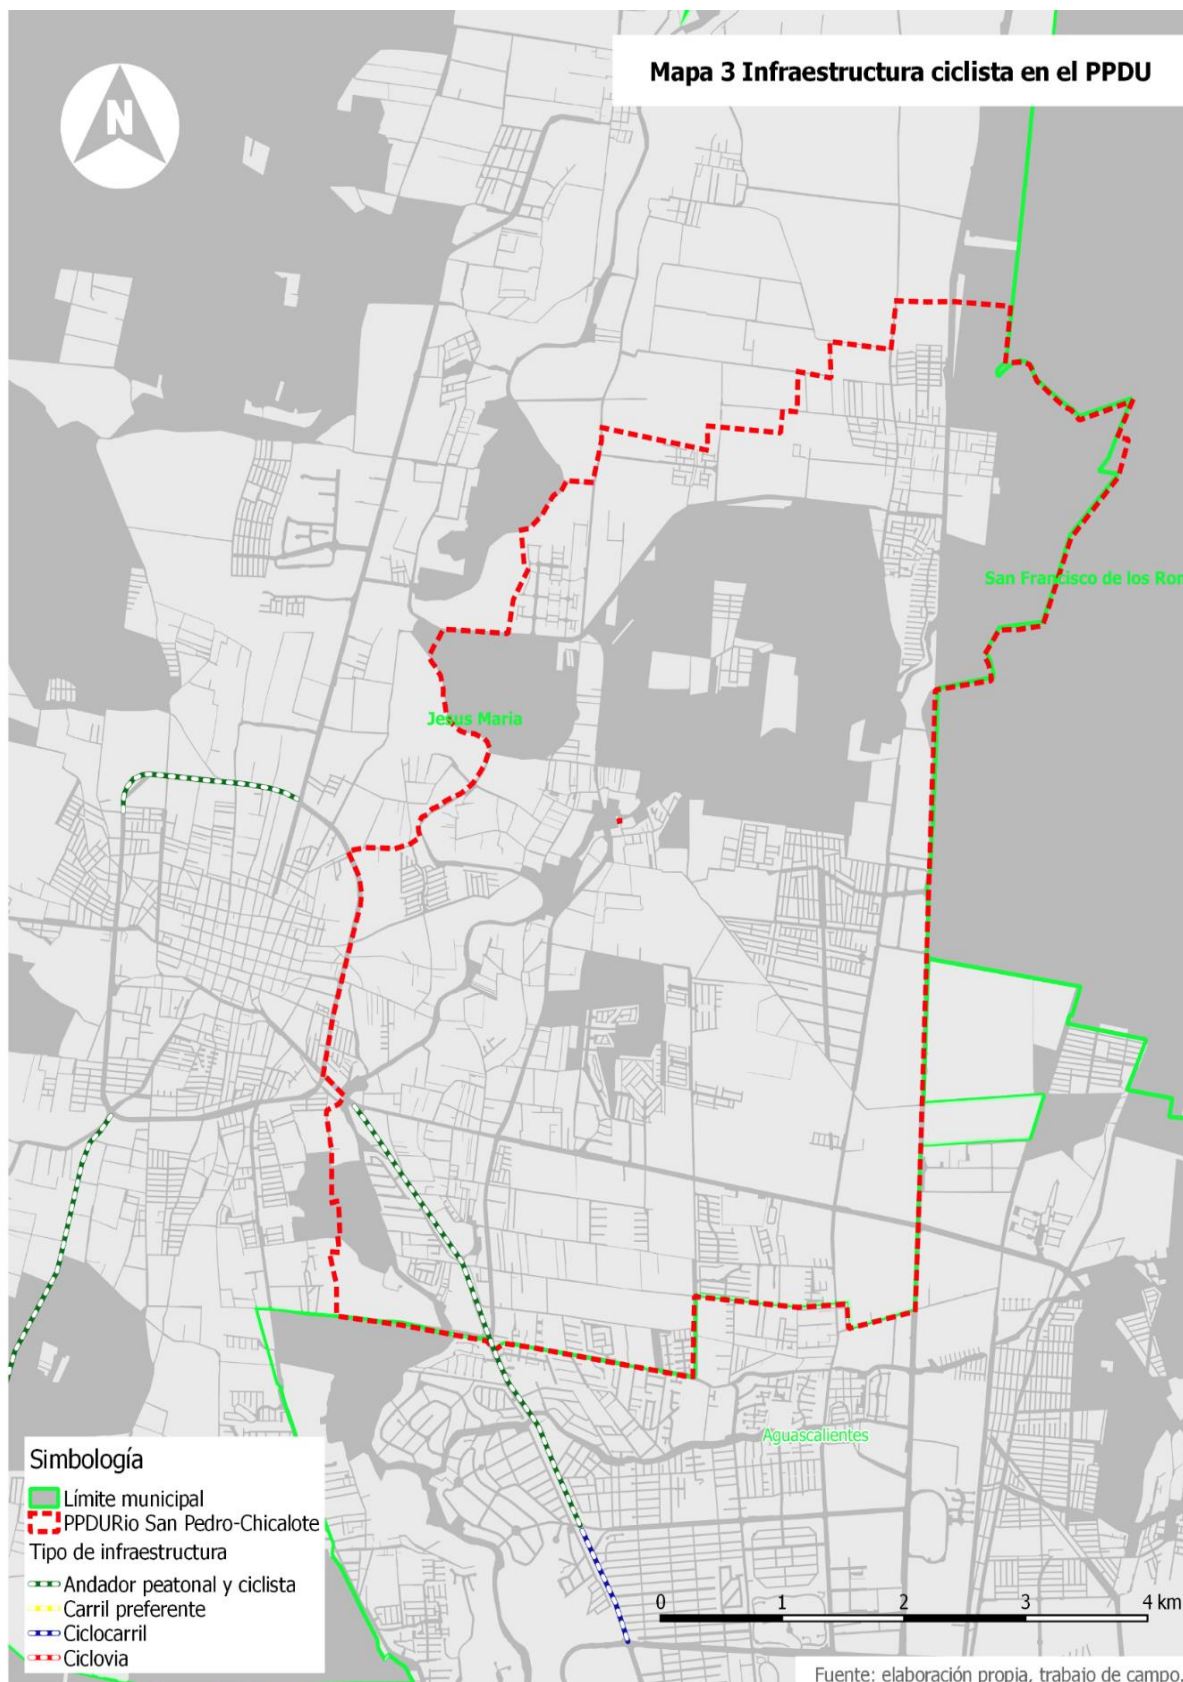 Mapa 3 Infraestructura ciclista en el PPDU
N
San Francisco de los Ron
Jesus Maria
Aguascalientes
Simbología
Límite municipal
PPDURio San Pedro-Chicalote
Tipo de infraestructura
Andador peatonal y ciclista
Carril preferente
Ciclocarril
Ciclovia
0 1 2 3 4 km
Fuente: elaboración propia, trabajo de campo.